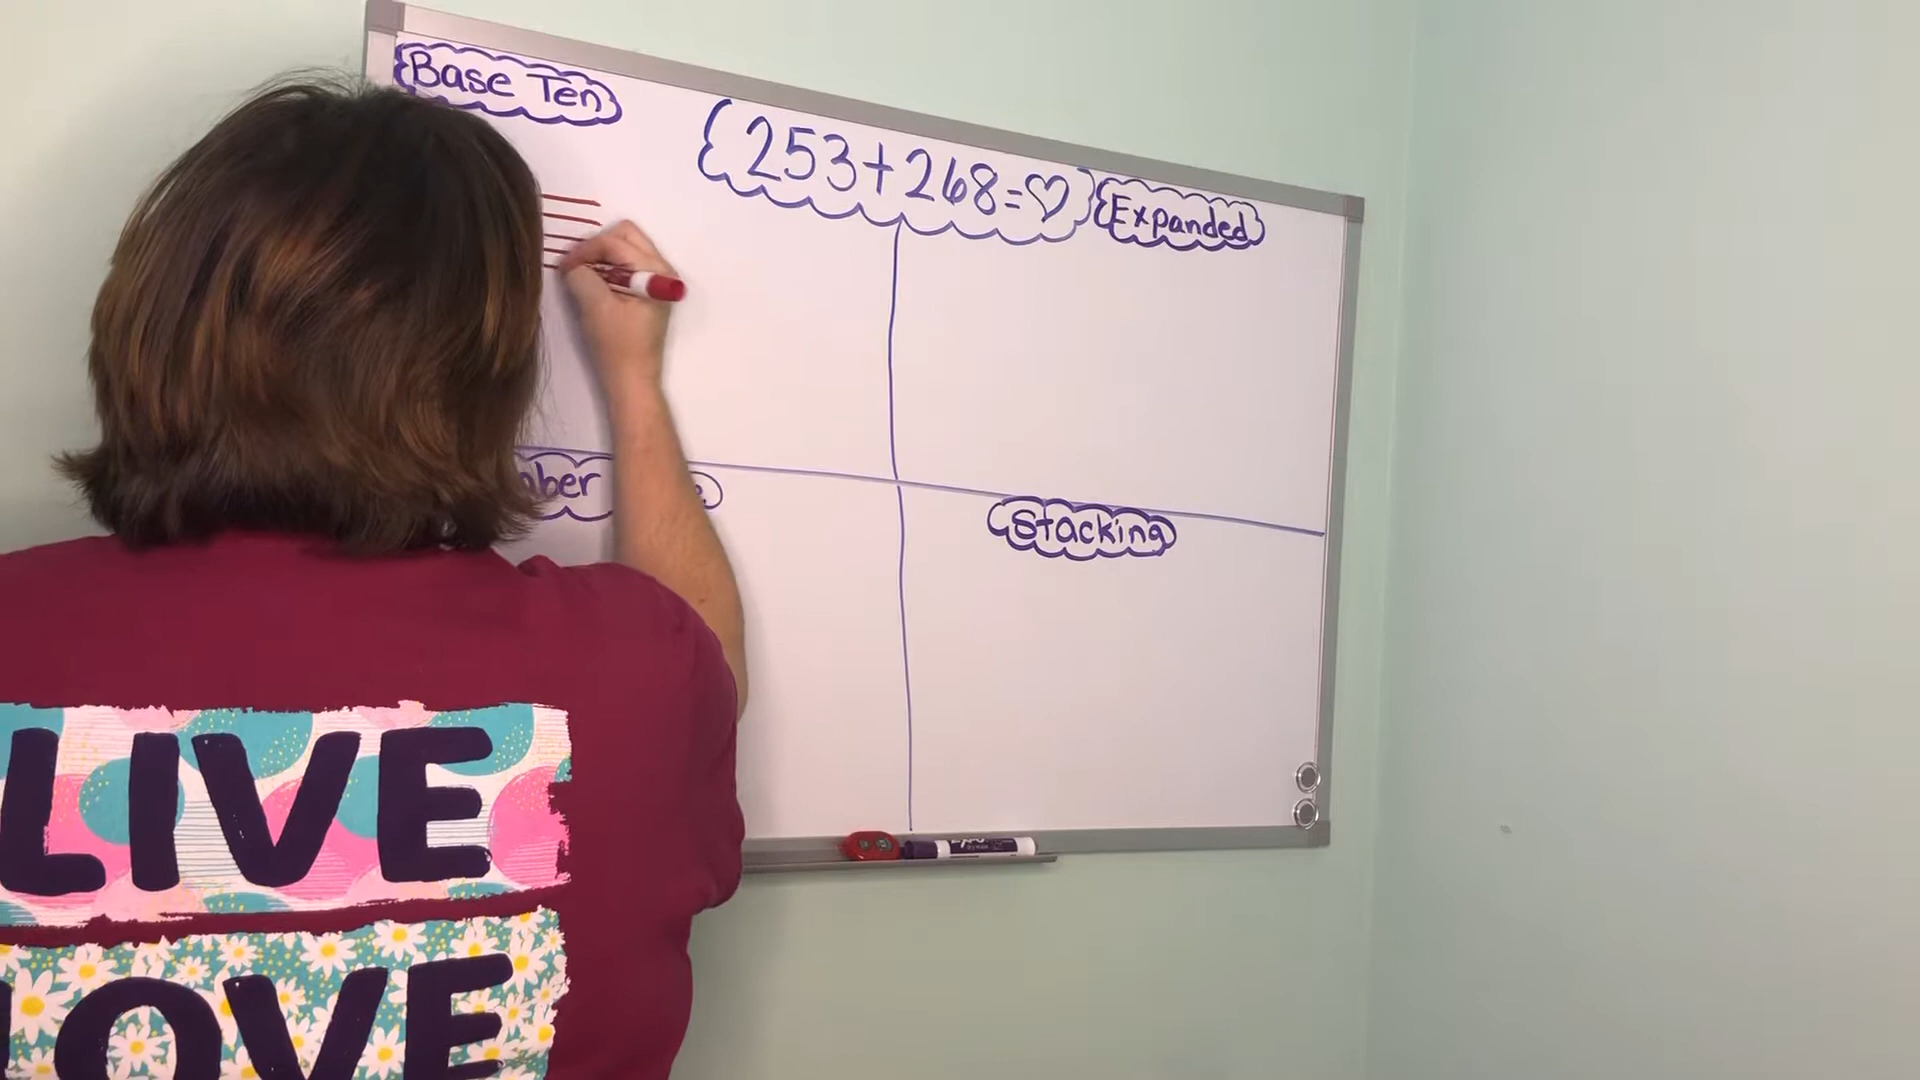 Base Ten
253+268=♡
Expanded
Stacking
LIVE